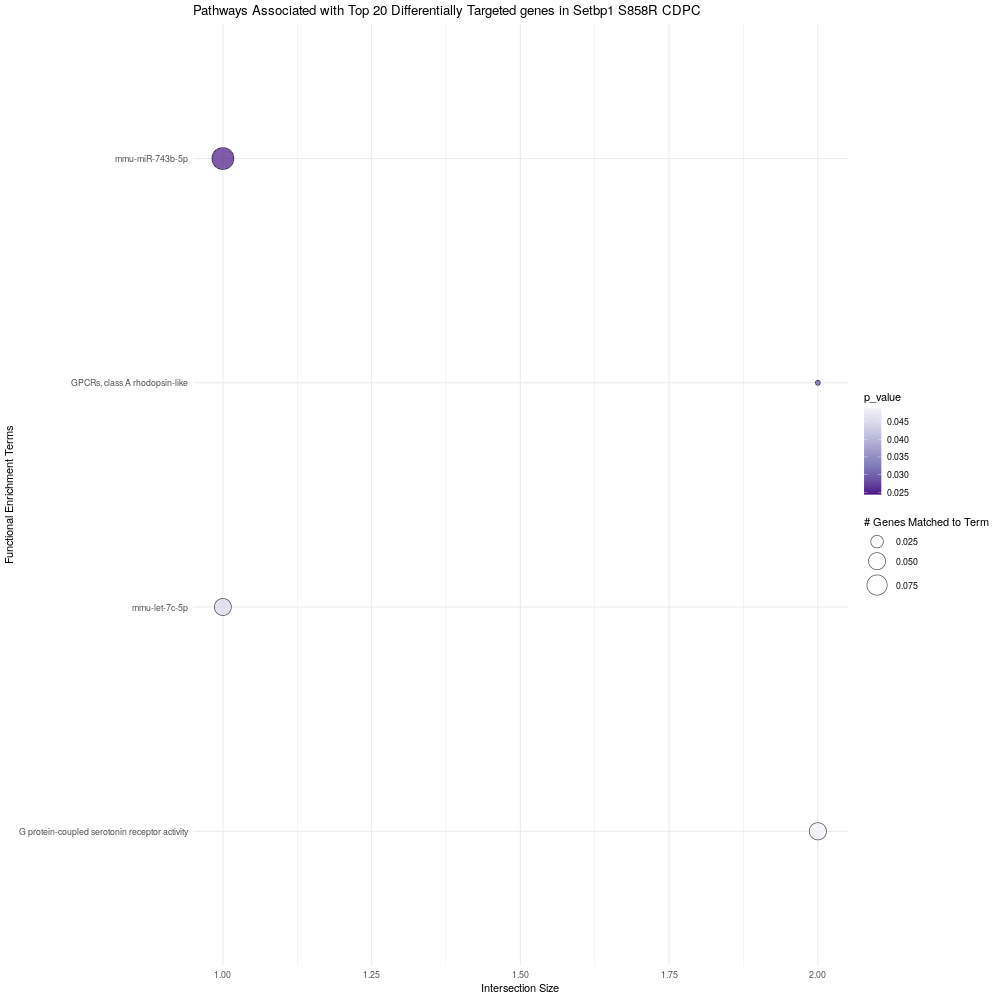 Pathways Associated with Top 20 Differentially Targeted genes in Setbp1 S858R CDPC
mmu-miR-743b-5p
GPCRs, class A rhodopsin-like
mmu-let-7c-5p
G protein-coupled serotonin receptor activity
Functional Enrichment Terms
1.00
1.25
1.50
1.75
2.00
Intersection Size
p_value
0.045
0.040
0.035
0.030
0.025
# Genes Matched to Term
0.025
0.050
0.075